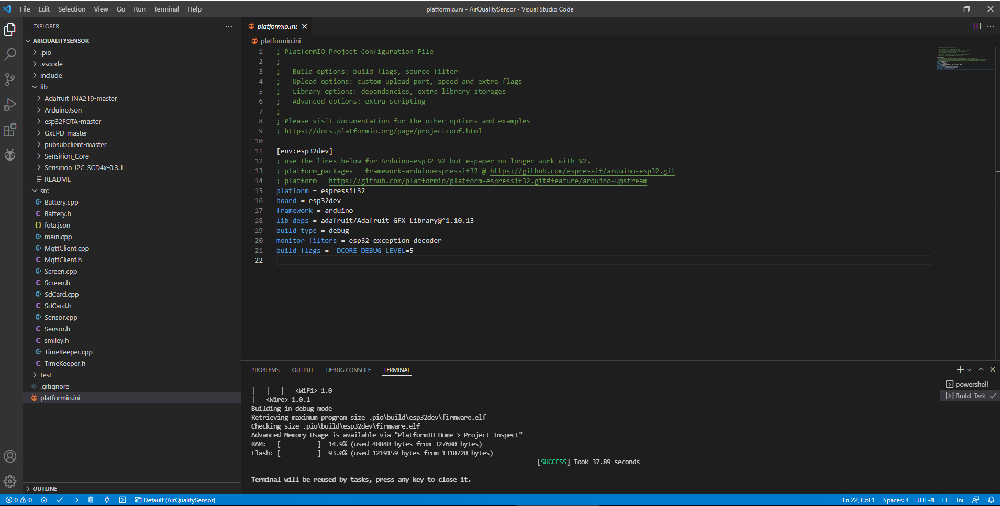 File Edit Selection View Go Run Terminal Help
platformio.ini - AirQualitySensor - Visual Studio Code
EXPLORER
AIRQUALITYSENSOR
.pio
.vscode
include
lib
Adafruit_INA219-master
ArduinoJson
esp32FOTA-master
GxEPD-master
pubsubclient-master
Sensirion_Core
Sensirion_I2C_SCD4x-0.3.1
README
src
Battery.cpp
Battery.h
fota.json
main.cpp
MqttClient.cpp
MqttClient.h
Screen.cpp
Screen.h
SdCard.cpp
SdCard.h
Sensor.cpp
Sensor.h
smiley.h
TimeKeeper.cpp
TimeKeeper.h
test
.gitignore
platformio.ini
OUTLINE
platformio.ini
platformio.ini
1 ; PlatformIO Project Configuration File
2 ;
3 ;   Build options: build flags, source filter
4 ;   Upload options: custom upload port, speed and extra flags
5 ;   Library options: dependencies, extra library storages
6 ;   Advanced options: extra scripting
7 ;
8 ; Please visit documentation for the other options and examples
9 ; https://docs.platformio.org/page/projectconf.html
10
11 [env:esp32dev]
12 ; use the lines below for Arduino-esp32 V2 but e-paper no longer work with V2.
13 ; platform_packages = framework-arduinoespressif32 @ https://github.com/espressif/arduino-esp32.git
14 ; platform = https://github.com/platformio/platform-espressif32.git#feature/arduino-upstream
15 platform = espressif32
16 board = esp32dev
17 framework = arduino
18 lib_deps = adafruit/Adafruit GFX Library@^1.10.13
19 build_type = debug
20 monitor_filters = esp32_exception_decoder
21 build_flags = -DCORE_DEBUG_LEVEL=5
22
PROBLEMS OUTPUT DEBUG CONSOLE TERMINAL
|   |   |-- <WiFi> 1.0
|-- <Wire> 1.0.1
Building in debug mode
Retrieving maximum program size .pio\build\esp32dev\firmware.elf
Checking size .pio\build\esp32dev\firmware.elf
Advanced Memory Usage is available via "PlatformIO Home > Project Inspect"
RAM:   [=         ]  14.9% (used 48840 bytes from 327680 bytes)
Flash: [========= ]  93.0% (used 1219159 bytes from 1310720 bytes)
============================================================================= [SUCCESS] Took 37.89 seconds =============================================================================
Terminal will be reused by tasks, press any key to close it.
powershell
Build Task
0 0 Default (AirQualitySensor)
Ln 22, Col 1 Spaces: 4 UTF-8 LF Ini